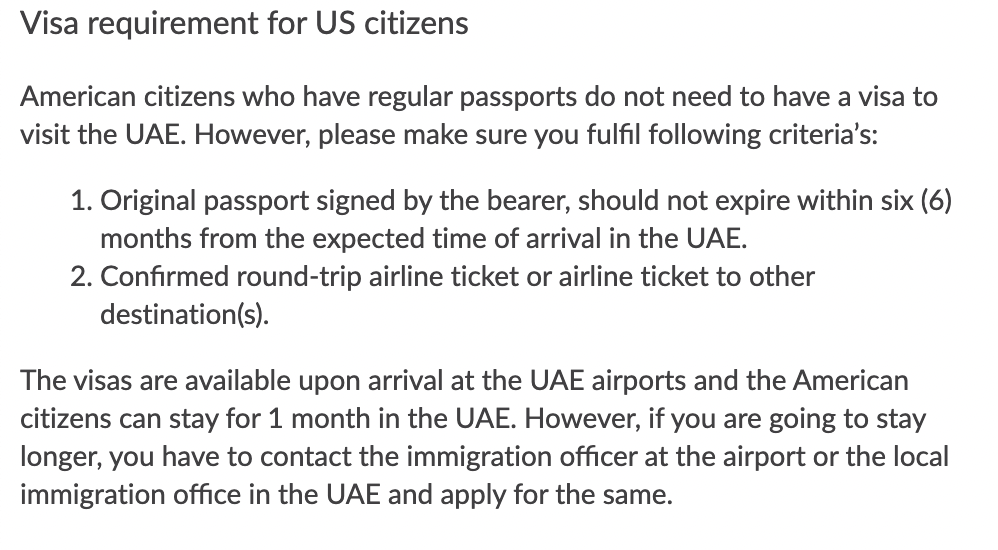 Visa requirement for US citizens
American citizens who have regular passports do not need to have a visa to
visit the UAE. However, please make sure you fulfil following criteria’s:
1. Original passport signed by the bearer, should not expire within six (6)
months from the expected time of arrival in the UAE.
2. Confirmed round-trip airline ticket or airline ticket to other
destination(s).
The visas are available upon arrival at the UAE airports and the American
citizens can stay for 1 month in the UAE. However, if you are going to stay
longer, you have to contact the immigration officer at the airport or the local
immigration office in the UAE and apply for the same.